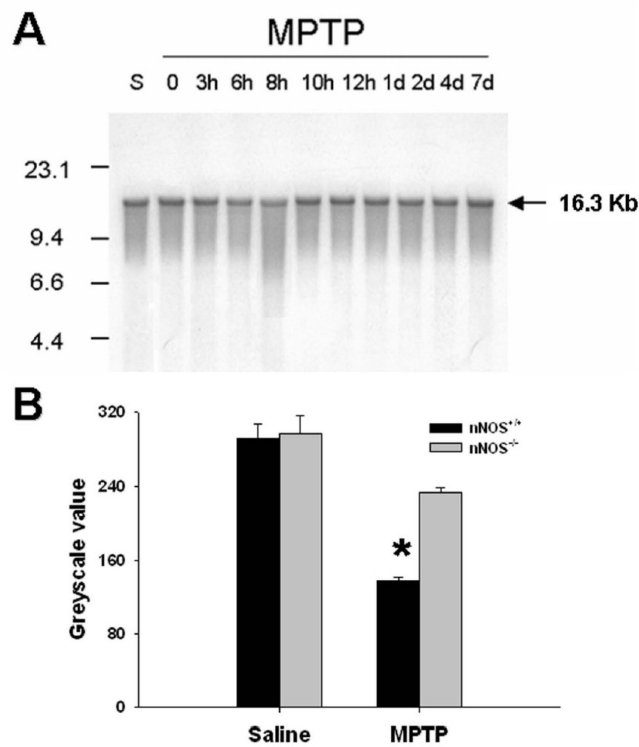 A
MPTP
S 0 3h 6h 8h 10h 12h 1d 2d 4d 7d
23.1
16.3 Kb
9.4
6.6
4.4
B
320
240
160
80
0
Greyscale value
nNOS+/+
nNOS-/-
*
Saline MPTP